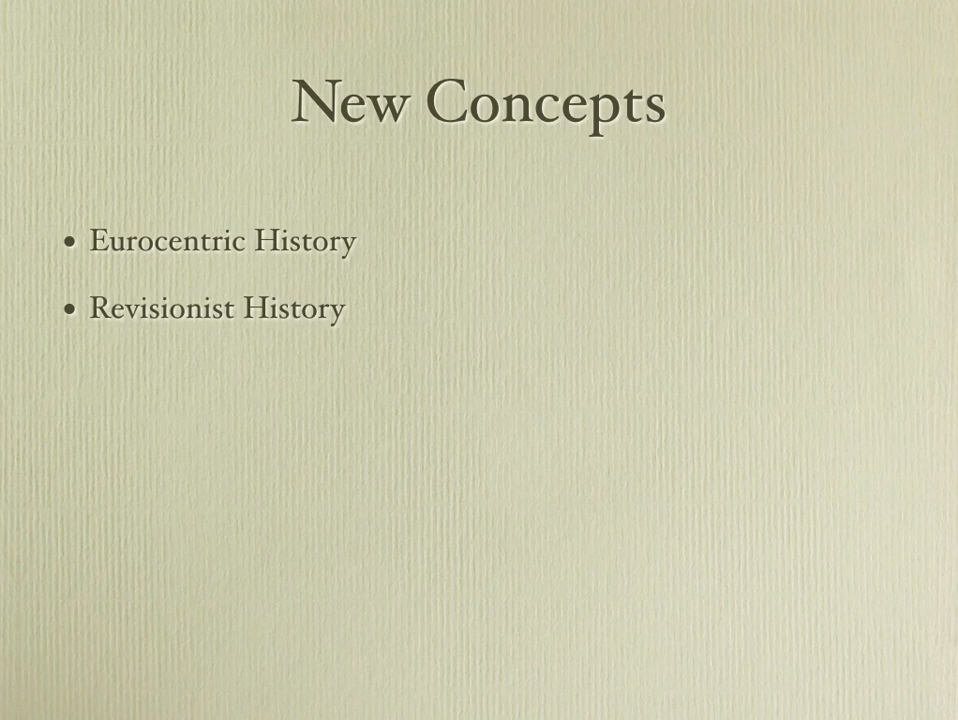 New Concepts
• Eurocentric History
• Revisionist History